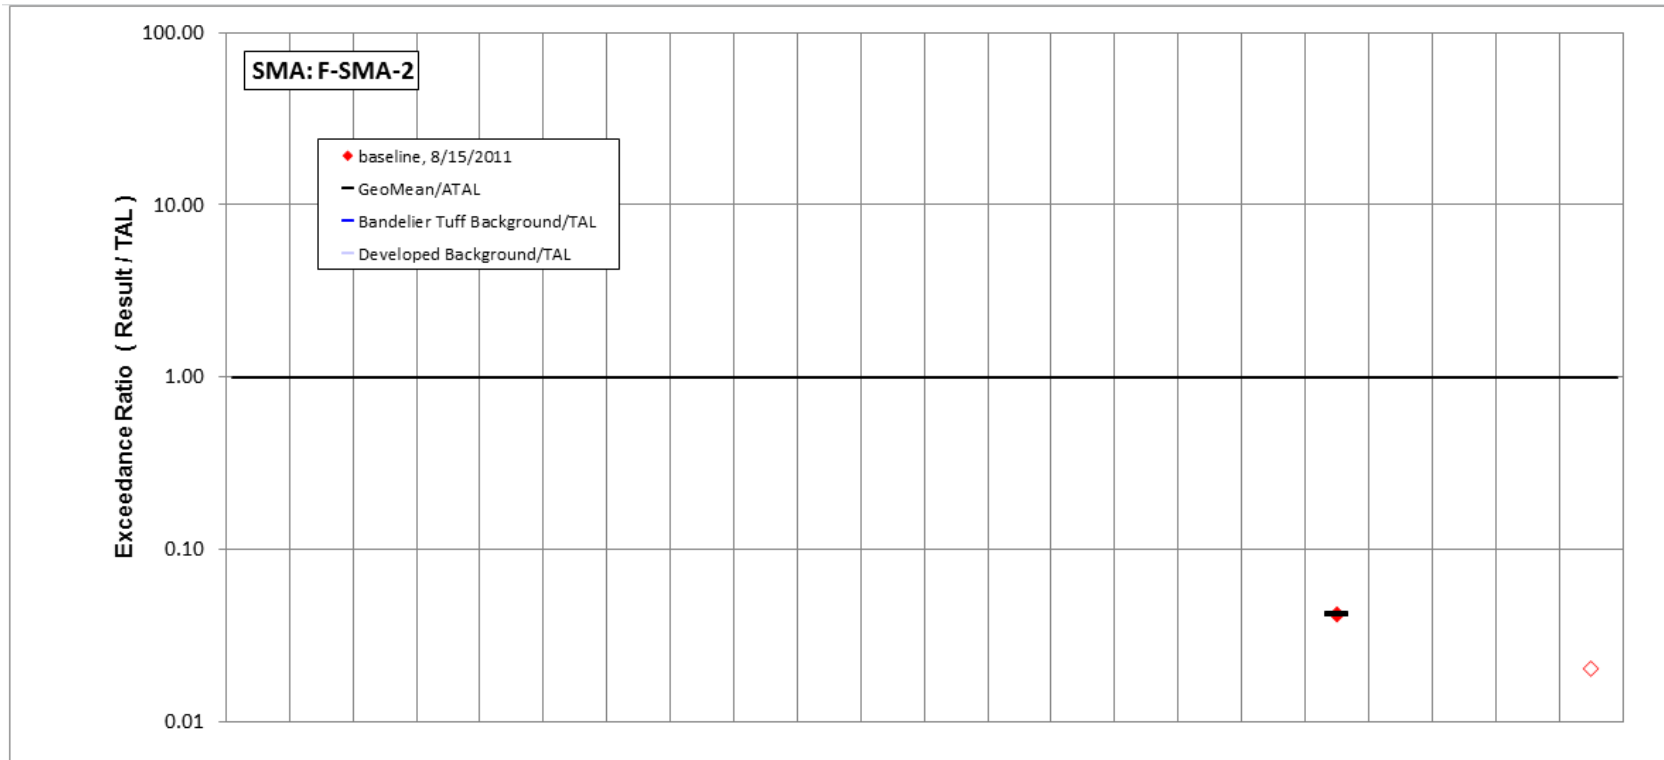 100.00
SMA: F-SMA-2
baseline, 8/15/2011
GeoMean/ATAL
10.00
Bandelier Tuff Background/TAL
Developed Background/TAL
Exceedance Ratio ( Result / TAL )
1.00
0.10
0.01